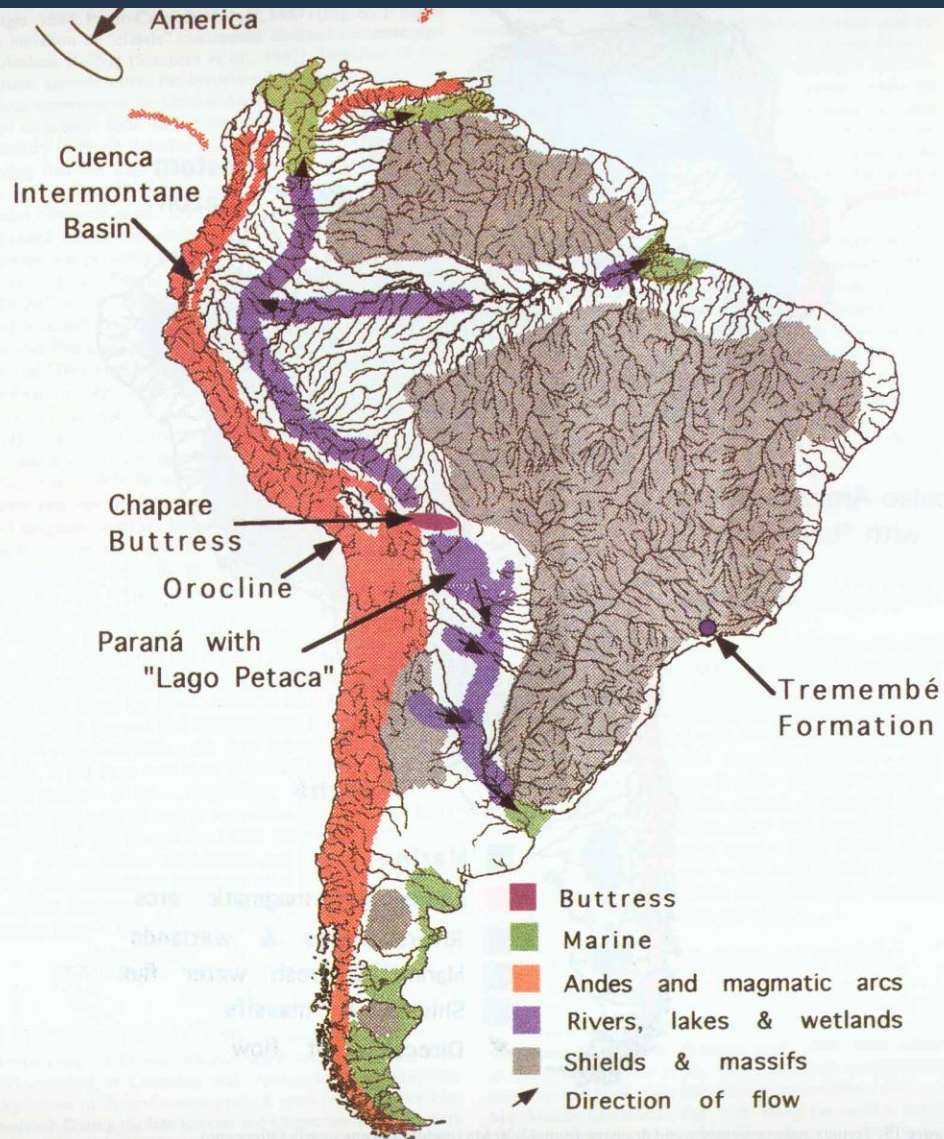 America
Cuenca
Intermontane
Basin
Chapare
Buttress
Orocline
Paraná with
"Lago Petaca"
Tremembé
Formation
Buttress
Marine
Andes and magmatic arcs
Rivers, lakes & wetlands
Shields & massifs
Direction of flow